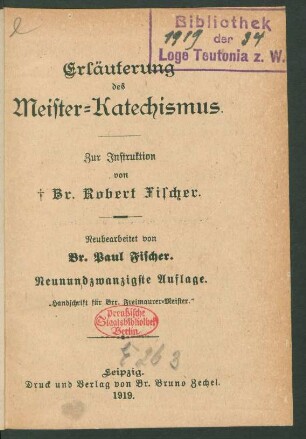 Bibliothek
der
1919 34
Loge Teutonia z. W.
Erläuterung
des
Meister=Katechismus.
Zur Instruktion
von
† Br. Robert Fischer.
Neubearbeitet von
Br. Paul Fischer.
Neunundzwanzigste Auflage.
„Handschrift für Brr. Freimaurer=Meister."
Preußische
Staatsbibliothek
Berlin
E 263
Leipzig.
Druck und Verlag von Br. Bruno Zechel.
1919.